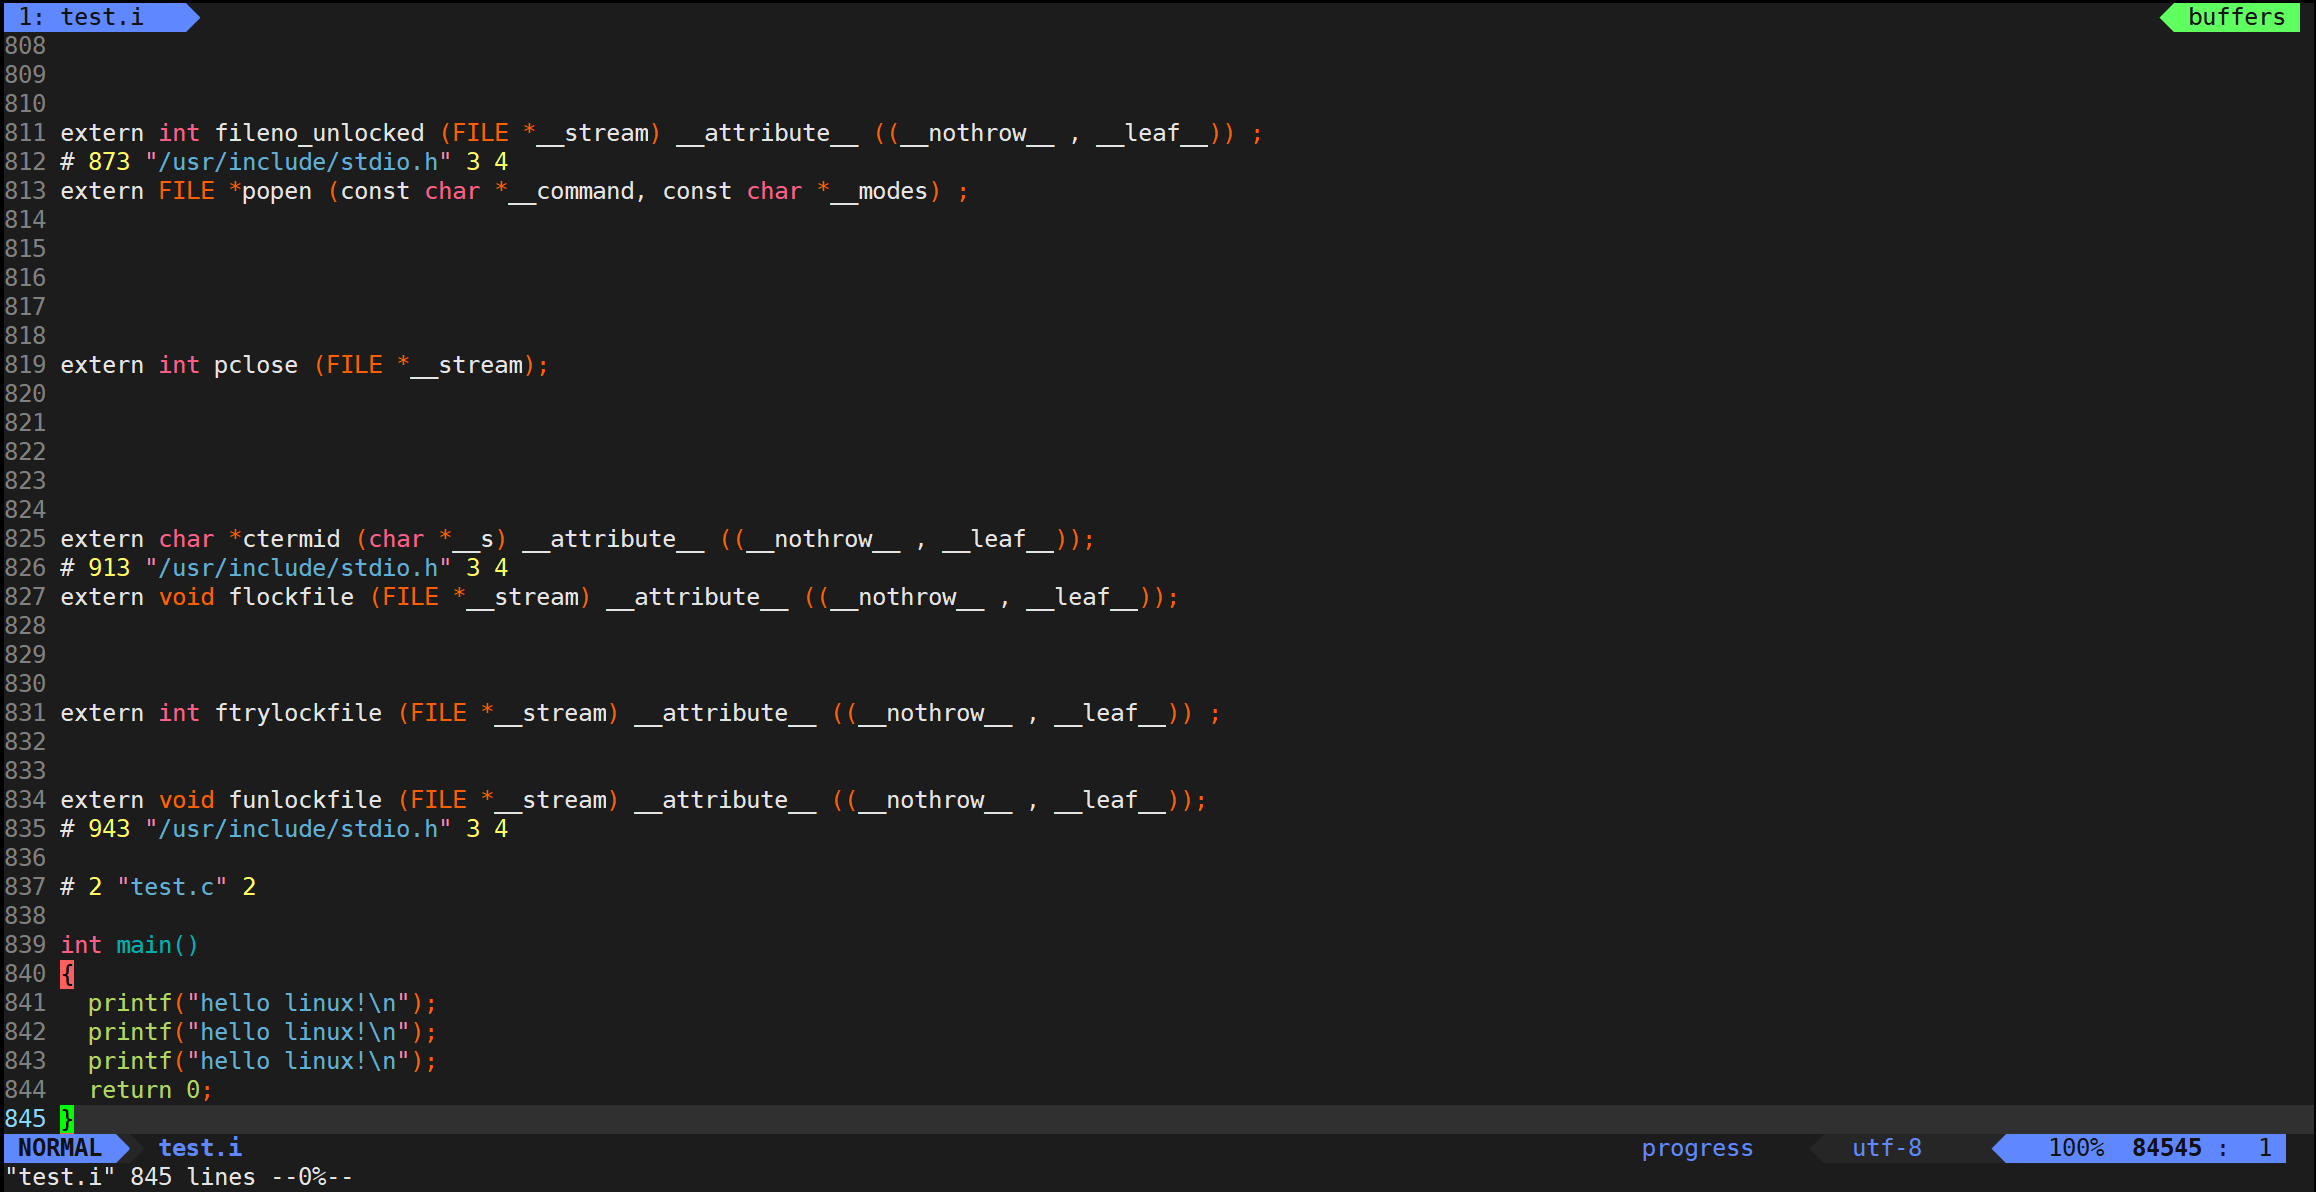 1: test.i buffers
808
809
810
811 extern int fileno_unlocked (FILE *__stream) __attribute__ ((__nothrow__ , __leaf__)) ;
812 # 873 "/usr/include/stdio.h" 3 4
813 extern FILE *popen (const char *__command, const char *__modes) ;
814
815
816
817
818
819 extern int pclose (FILE *__stream);
820
821
822
823
824
825 extern char *ctermid (char *__s) __attribute__ ((__nothrow__ , __leaf__));
826 # 913 "/usr/include/stdio.h" 3 4
827 extern void flockfile (FILE *__stream) __attribute__ ((__nothrow__ , __leaf__));
828
829
830
831 extern int ftrylockfile (FILE *__stream) __attribute__ ((__nothrow__ , __leaf__)) ;
832
833
834 extern void funlockfile (FILE *__stream) __attribute__ ((__nothrow__ , __leaf__));
835 # 943 "/usr/include/stdio.h" 3 4
836
837 # 2 "test.c" 2
838
839 int main()
840 {
841   printf("hello linux!\n");
842   printf("hello linux!\n");
843   printf("hello linux!\n");
844   return 0;
845 }
NORMAL test.i progress utf-8 100% 84545 : 1
"test.i" 845 lines --0%--